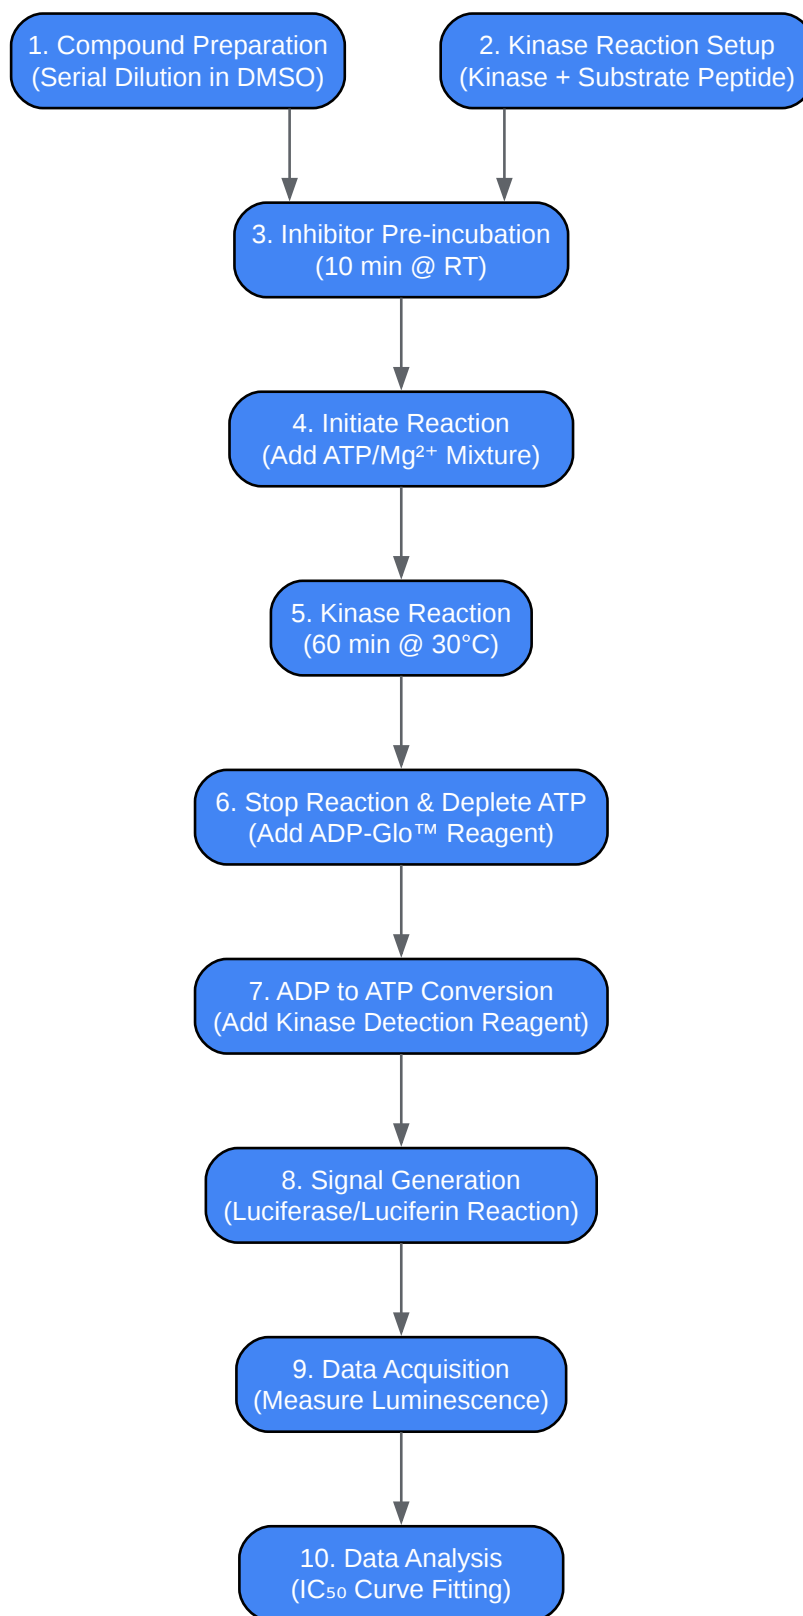 1. Compound Preparation
(Serial Dilution in DMSO)
2. Kinase Reaction Setup
(Kinase + Substrate Peptide)
3. Inhibitor Pre-incubation
(10 min @ RT)
4. Initiate Reaction
(Add ATP/Mg²⁺ Mixture)
5. Kinase Reaction
(60 min @ 30°C)
6. Stop Reaction & Deplete ATP
(Add ADP-Glo™ Reagent)
7. ADP to ATP Conversion
(Add Kinase Detection Reagent)
8. Signal Generation
(Luciferase/Luciferin Reaction)
9. Data Acquisition
(Measure Luminescence)
10. Data Analysis
(IC₅₀ Curve Fitting)